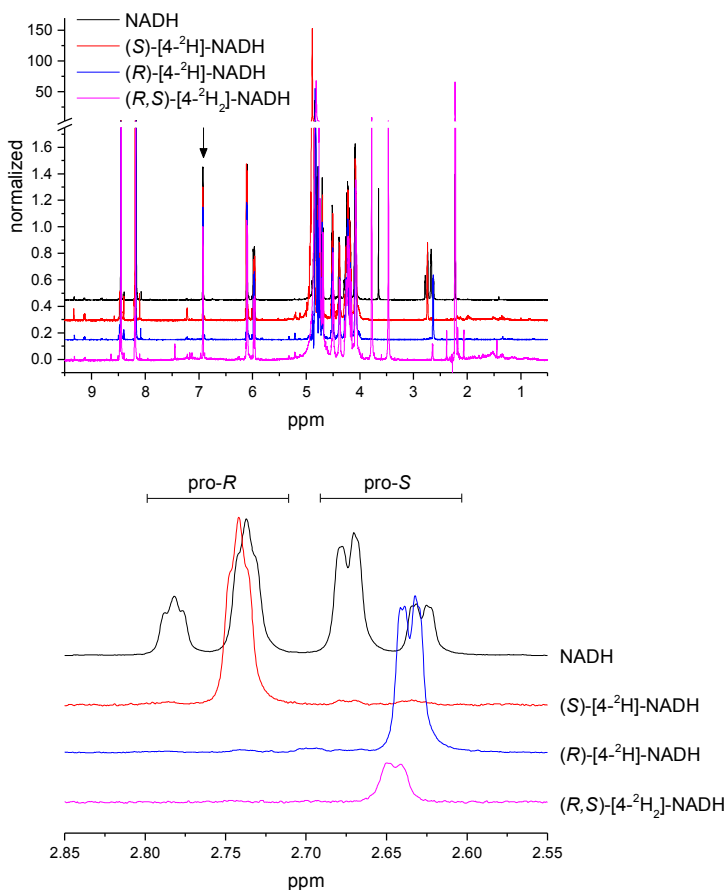 NADH
(S)-[4-²H]-NADH
(R)-[4-²H]-NADH
(R,S)-[4-²H₂]-NADH
150
100
50
1.6
1.4
1.2
1.0
0.8
0.6
0.4
0.2
0.0
normalized
9 8 7 6 5 4 3 2 1
ppm
pro-R pro-S
NADH
(S)-[4-²H]-NADH
(R)-[4-²H]-NADH
(R,S)-[4-²H₂]-NADH
2.85 2.80 2.75 2.70 2.65 2.60 2.55
ppm